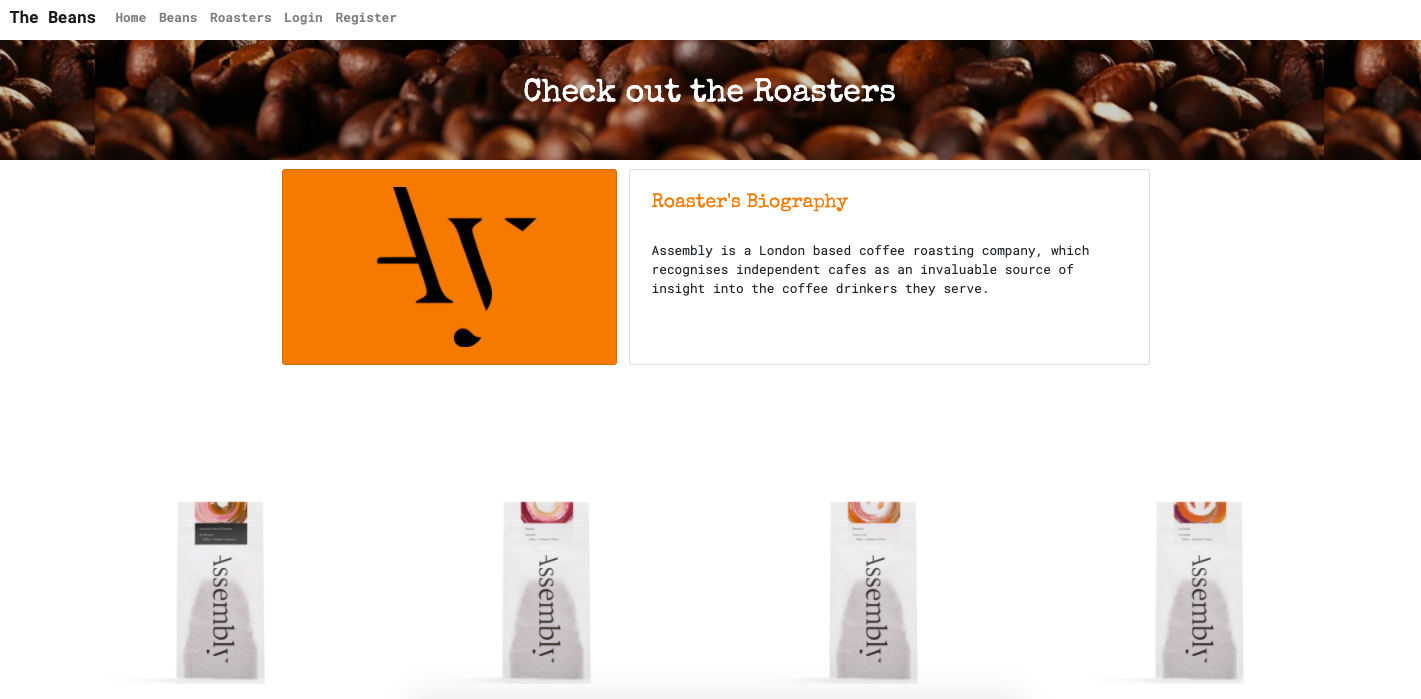 The Beans Home Beans Roasters Login Register
Check out the Roasters
Roaster's Biography
Assembly is a London based coffee roasting company, which
recognises independent cafes as an invaluable source of
insight into the coffee drinkers they serve.
Assembly
Assembly
Assembly
Assembly